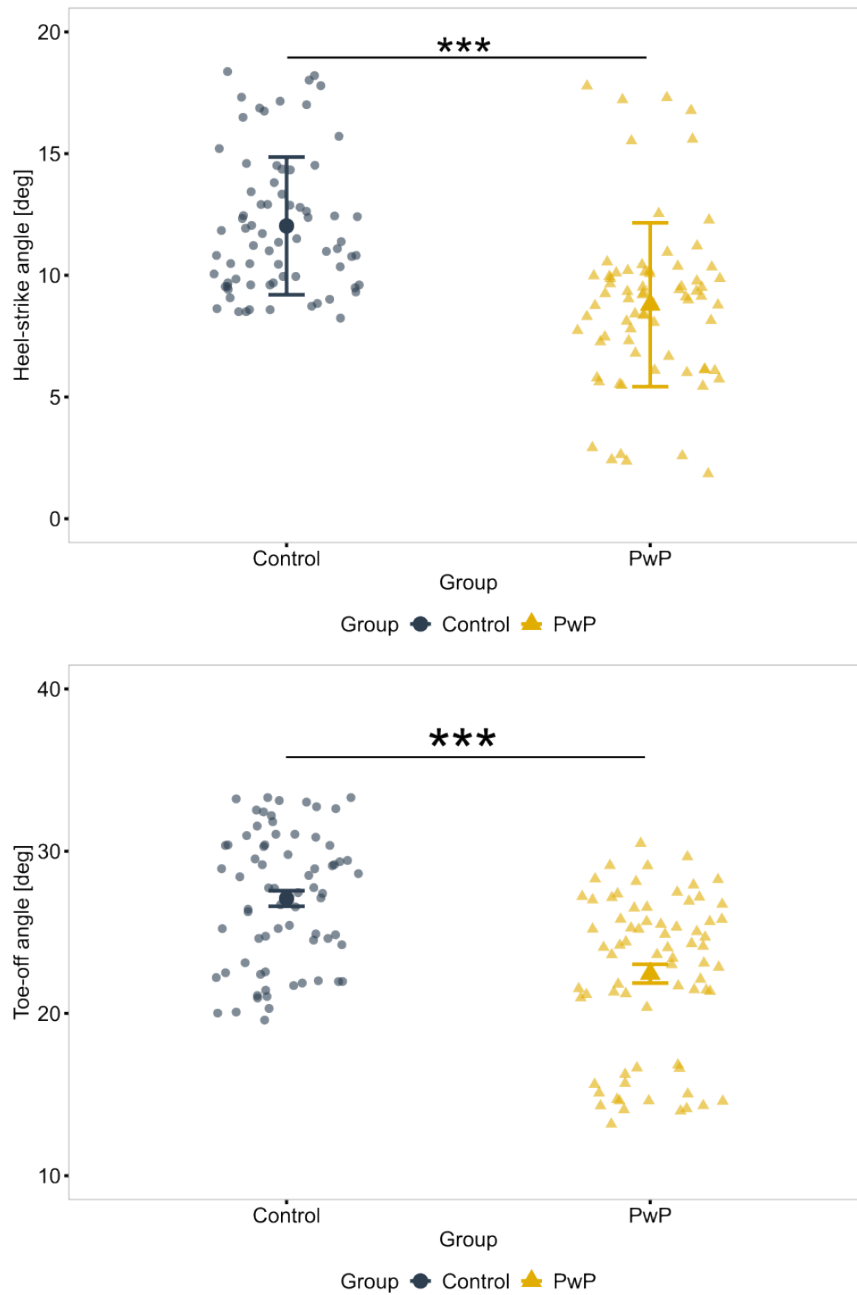 20
***
15
Heel-strike angle [deg]
10
5
0
Control PwP
Group
Group Control PwP
40
***
30
Toe-off angle [deg]
20
10
Control PwP
Group
Group Control PwP